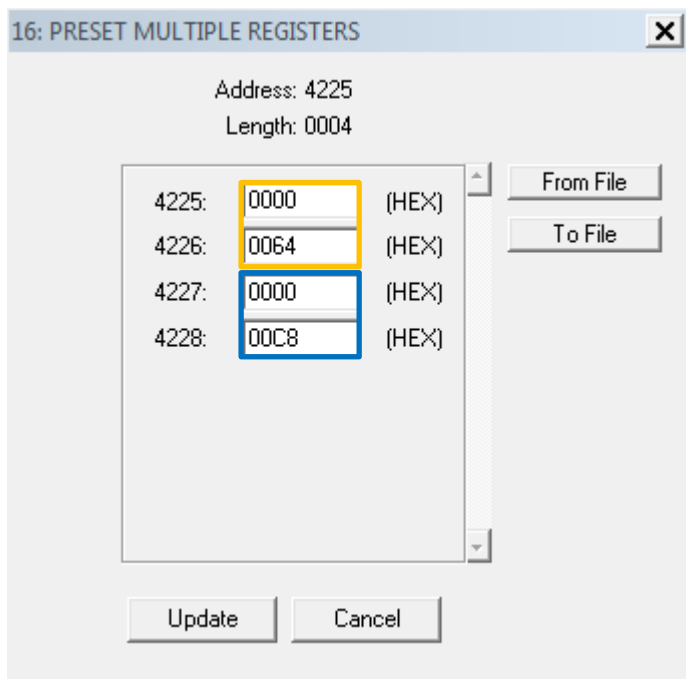 16: PRESET MULTIPLE REGISTERS
Address: 4225
Length: 0004
4225: 0000 (HEX)
From File
4226: 0064 (HEX)
To File
4227: 0000 (HEX)
4228: 00C8 (HEX)
Update Cancel